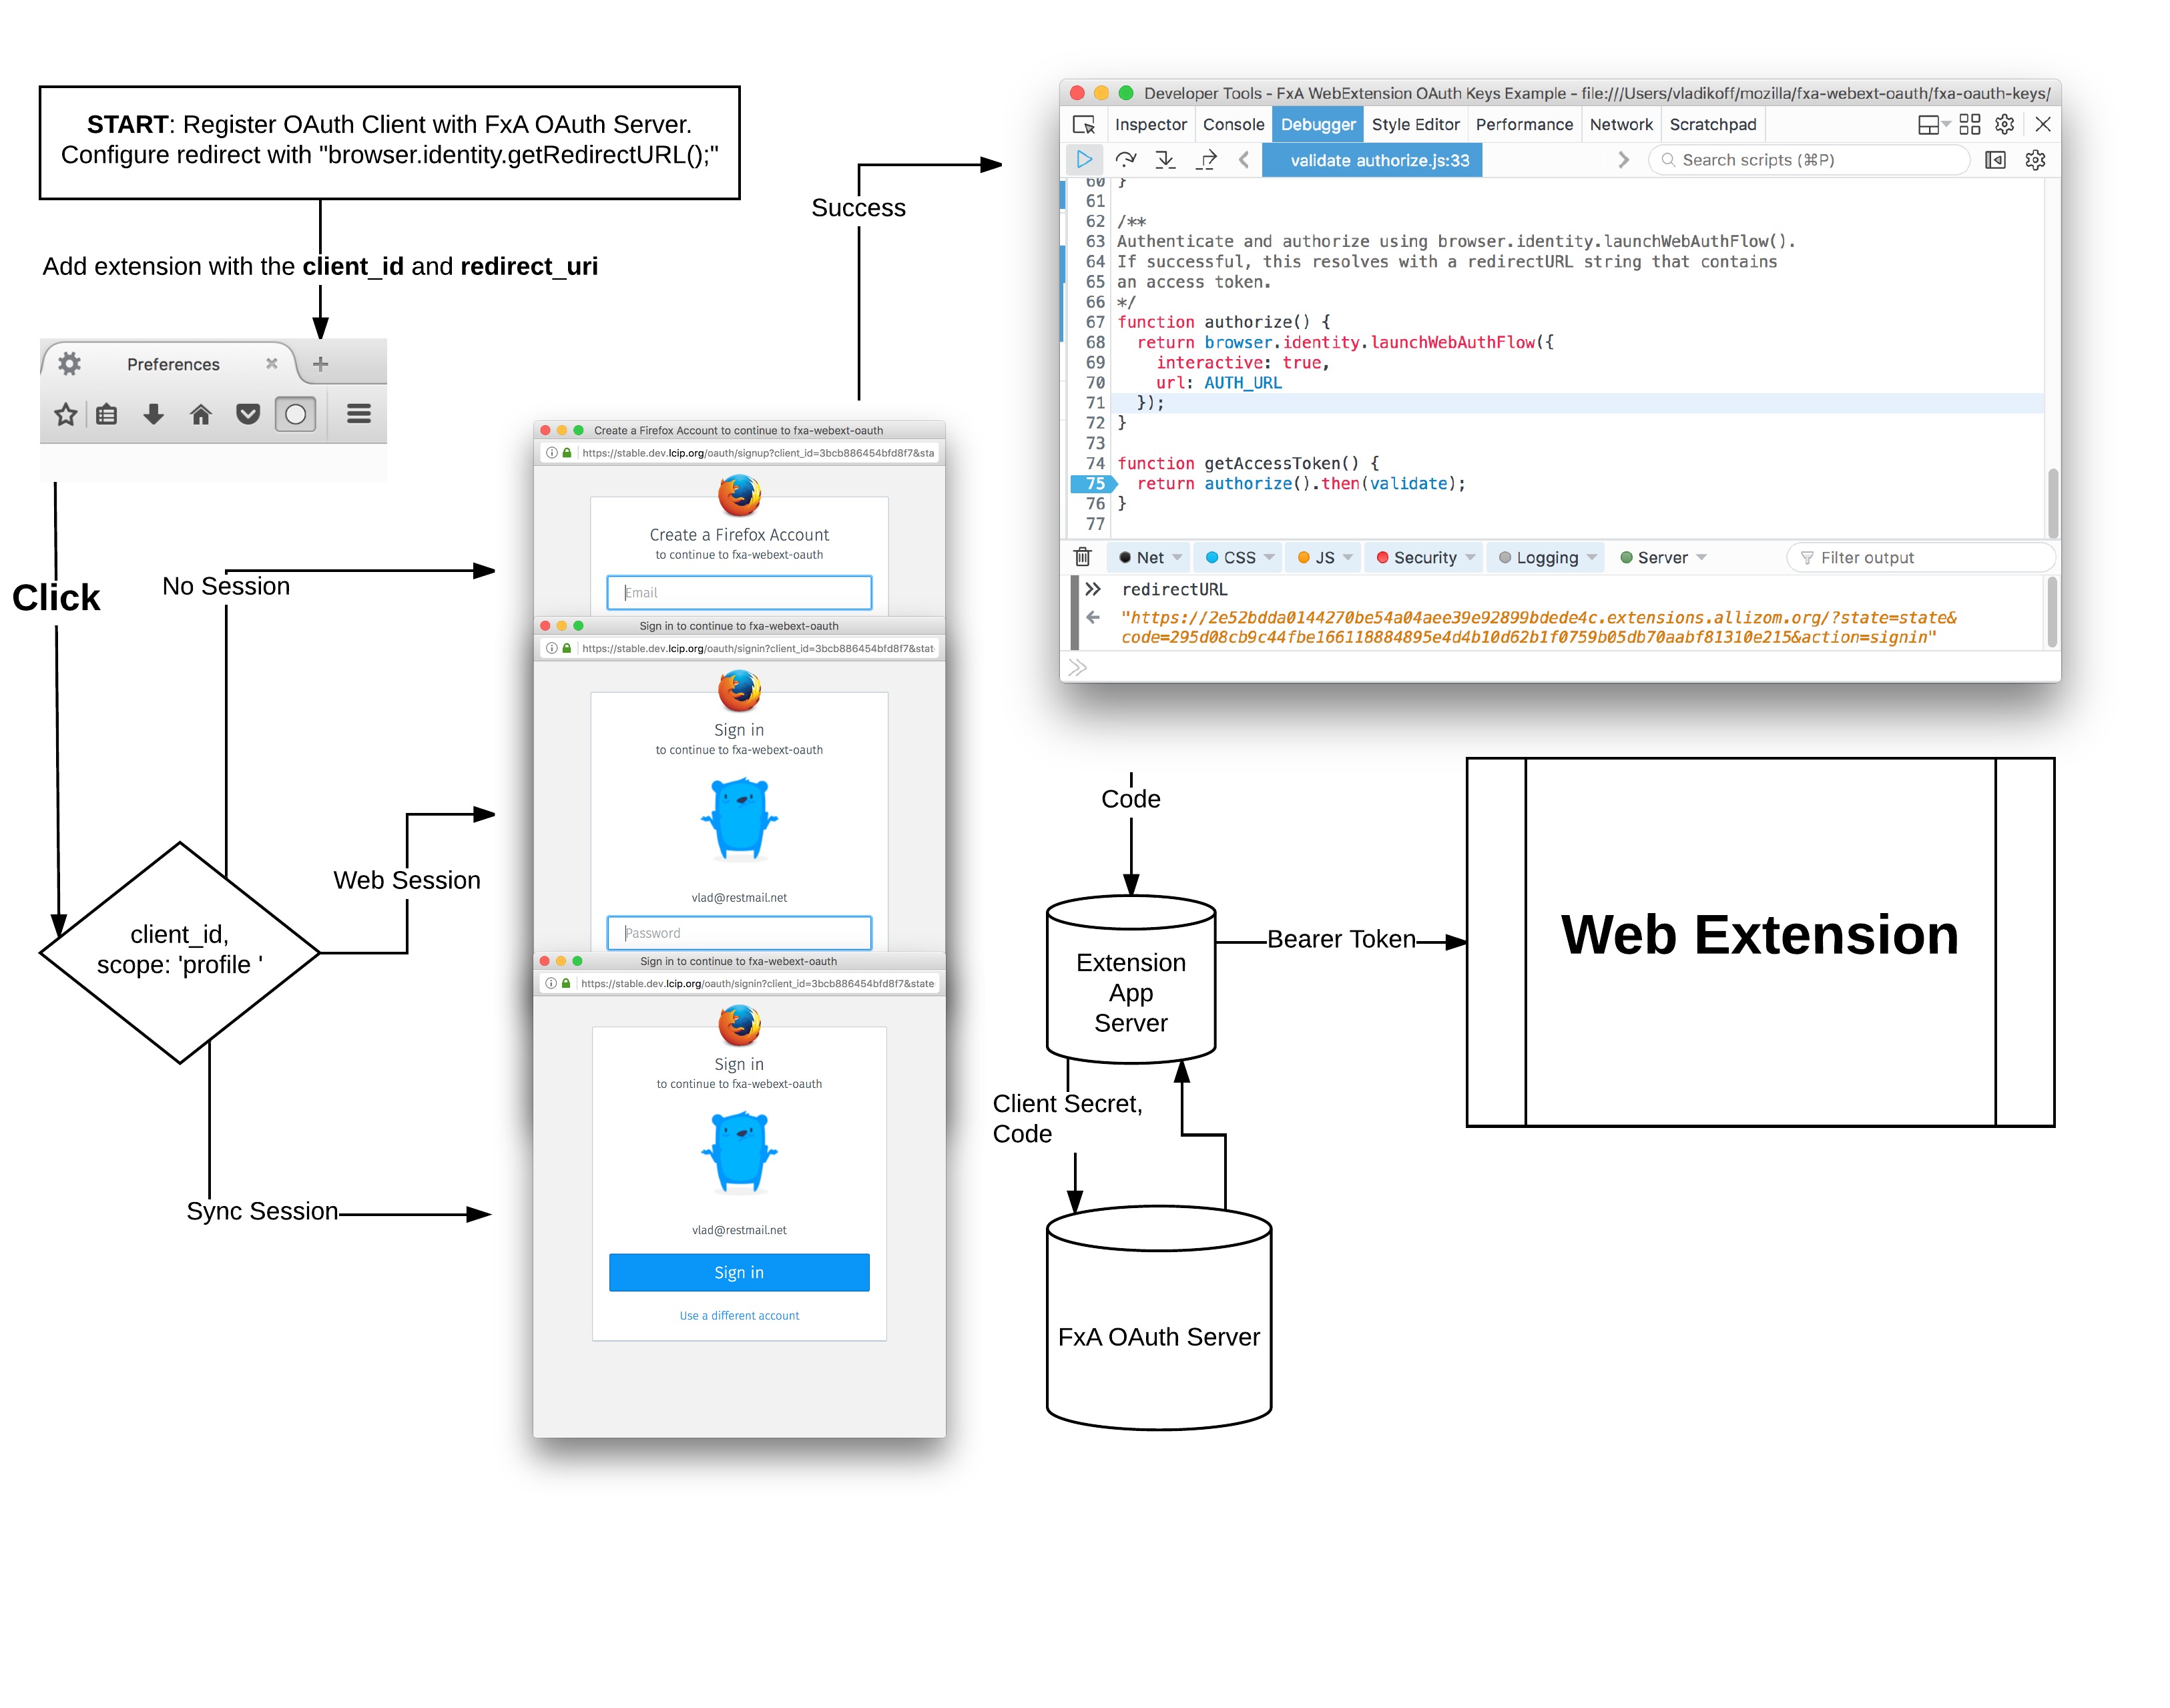 START: Register OAuth Client with FxA OAuth Server.
Configure redirect with "browser.identity.getRedirectURL();"
Add extension with the client_id and redirect_uri
Preferences
Click
No Session
Web Session
client_id,
scope: 'profile '
Sync Session
Success
Create a Firefox Account to continue to fxa-webext-oauth
https://stable.dev.lcip.org/oauth/signup?client_id=3bcb886454bfd8f7&sta
Create a Firefox Account
to continue to fxa-webext-oauth
Email
Sign in to continue to fxa-webext-oauth
https://stable.dev.lcip.org/oauth/signin?client_id=3bcb886454bfd8f7&stat
Sign in
to continue to fxa-webext-oauth
vlad@restmail.net
Password
Sign in to continue to fxa-webext-oauth
https://stable.dev.lcip.org/oauth/signin?client_id=3bcb886454bfd8f7&state
Sign in
to continue to fxa-webext-oauth
vlad@restmail.net
Sign in
Use a different account
Developer Tools - FxA WebExtension OAuth Keys Example - file:///Users/vladikoff/mozilla/fxa-webext-oauth/fxa-oauth-keys/
Inspector Console Debugger Style Editor Performance Network Scratchpad
validate authorize.js:33 Search scripts (⌘P)
60 }
61
62 /**
63 Authenticate and authorize using browser.identity.launchWebAuthFlow().
64 If successful, this resolves with a redirectURL string that contains
65 an access token.
66 */
67 function authorize() {
68 return browser.identity.launchWebAuthFlow({
69 interactive: true,
70 url: AUTH_URL
71 });
72 }
73
74 function getAccessToken() {
75 return authorize().then(validate);
76 }
77
Net CSS JS Security Logging Server Filter output
redirectURL
"https://2e52bdda0144270be54a04aee39e92899bdede4c.extensions.allizom.org/?state=state&
code=295d08cb9c44fbe166118884895e4d4b10d62b1f0759b05db70aabf81310e215&action=signin"
Code
Extension
App
Server
Bearer Token
Web Extension
Client Secret,
Code
FxA OAuth Server